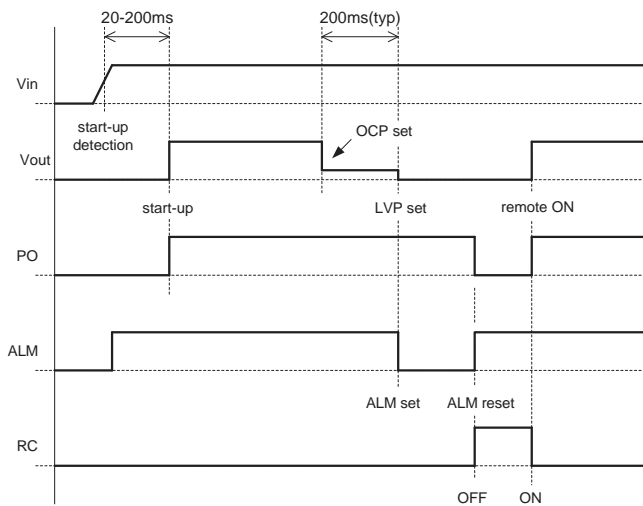 20-200ms
200ms(typ)
Vin
start-up
detection
OCP set
Vout
start-up
LVP set
remote ON
PO
ALM
ALM set
ALM reset
RC
OFF
ON